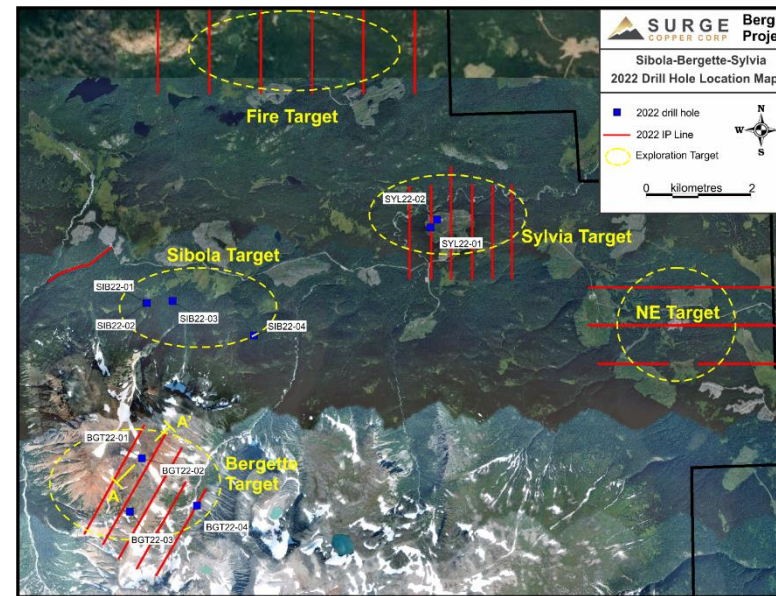 SURGE
COPPER CORP
Berg
Proje
Sibola-Bergette-Sylvia
2022 Drill Hole Location Map
2022 drill hole
2022 IP Line
Exploration Target
N
W E
S
0 kilometres 2
Fire Target
SYL22-02
SYL22-01
Sylvia Target
Sibola Target
SIB22-01
SIB22-02
SIB22-03
SIB22-04
NE Target
BGT22-01
A'
BGT22-02
Bergette
Target
A
BGT22-04
BGT22-03